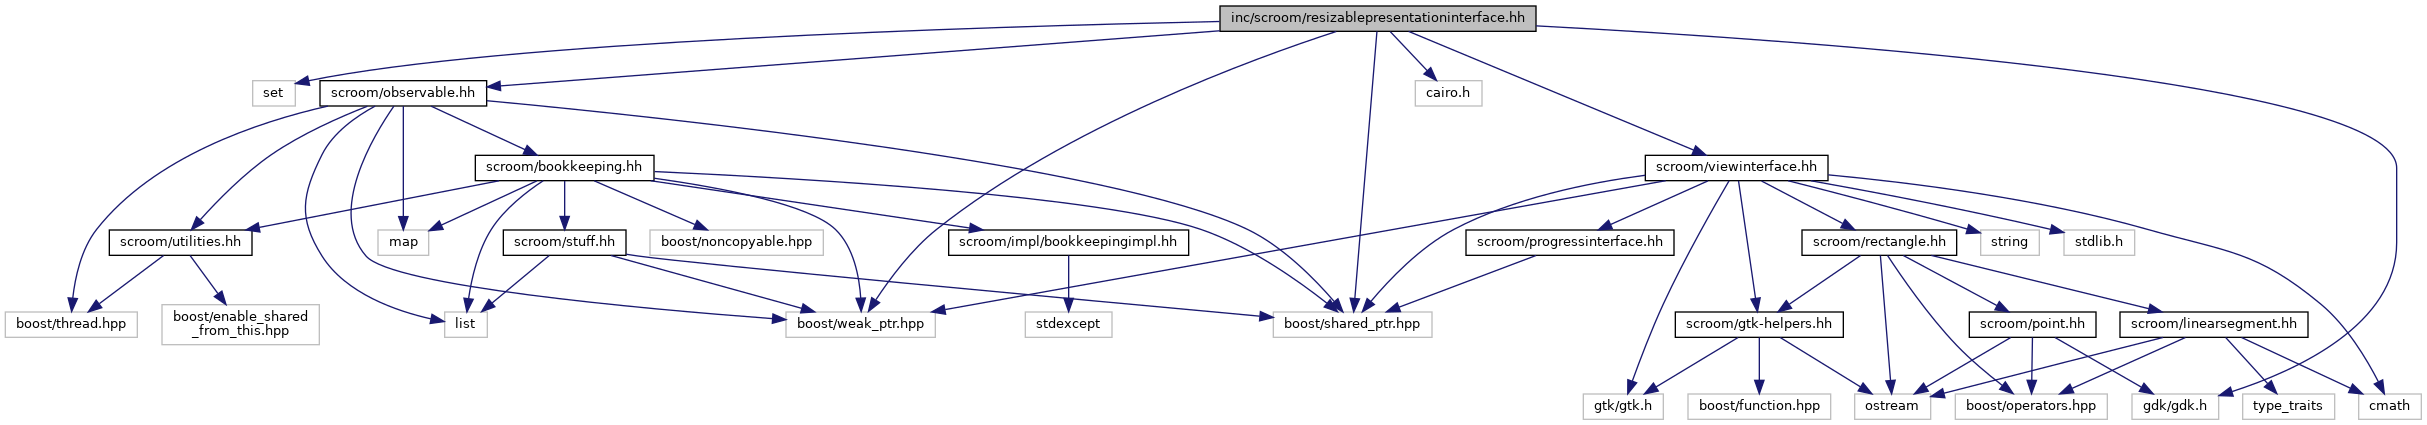 inc/scroom/resizablepresentationinterface.hh
set
scroom/observable.hh
cairo.h
scroom/bookkeeping.hh
scroom/viewinterface.hh
scroom/utilities.hh
map
scroom/stuff.hh
boost/noncopyable.hpp
scroom/impl/bookkeepingimpl.hh
scroom/progressinterface.hh
scroom/rectangle.hh
string
stdlib.h
boost/thread.hpp
boost/enable_shared
_from_this.hpp
list
boost/weak_ptr.hpp
stdexcept
boost/shared_ptr.hpp
scroom/gtk-helpers.hh
scroom/point.hh
scroom/linearsegment.hh
gtk/gtk.h
boost/function.hpp
ostream
boost/operators.hpp
gdk/gdk.h
type_traits
cmath